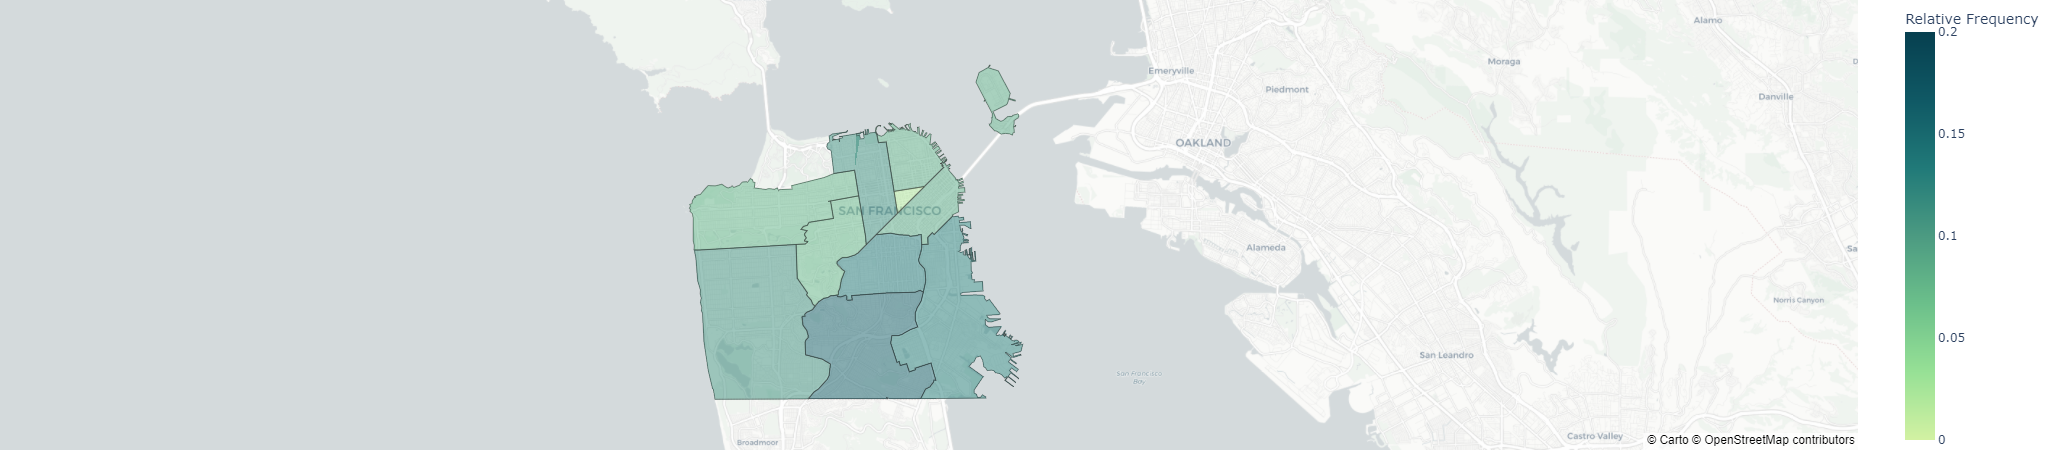 Relative Frequency
0.2
0.15
0.1
0.05
0
Alamo
Moraga
Emeryville
Piedmont
Danville
OAKLAND
SAN FRANCISCO
Alameda
Norris Canyon
San Leandro
San Francisco
Bay
Broadmoor
Castro Valley
© Carto © OpenStreetMap contributors